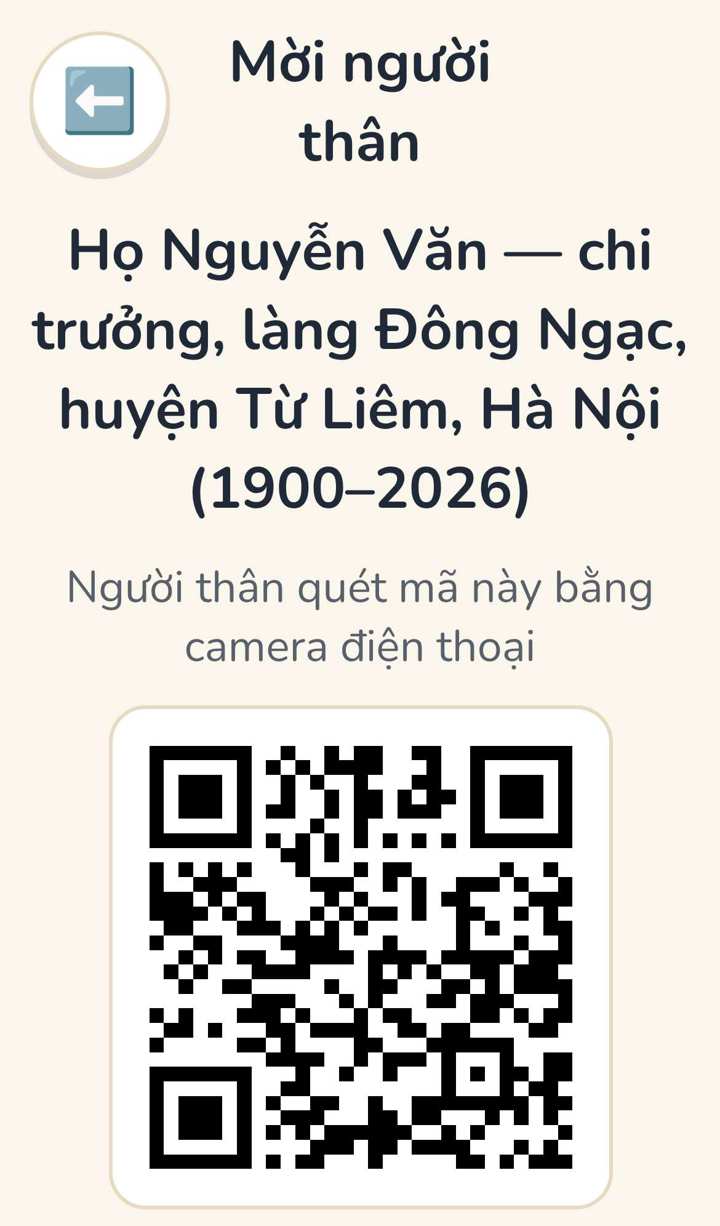 Mời người
thân
Họ Nguyễn Văn — chi
trưởng, làng Đông Ngạc,
huyện Từ Liêm, Hà Nội
(1900–2026)
Người thân quét mã này bằng
camera điện thoại